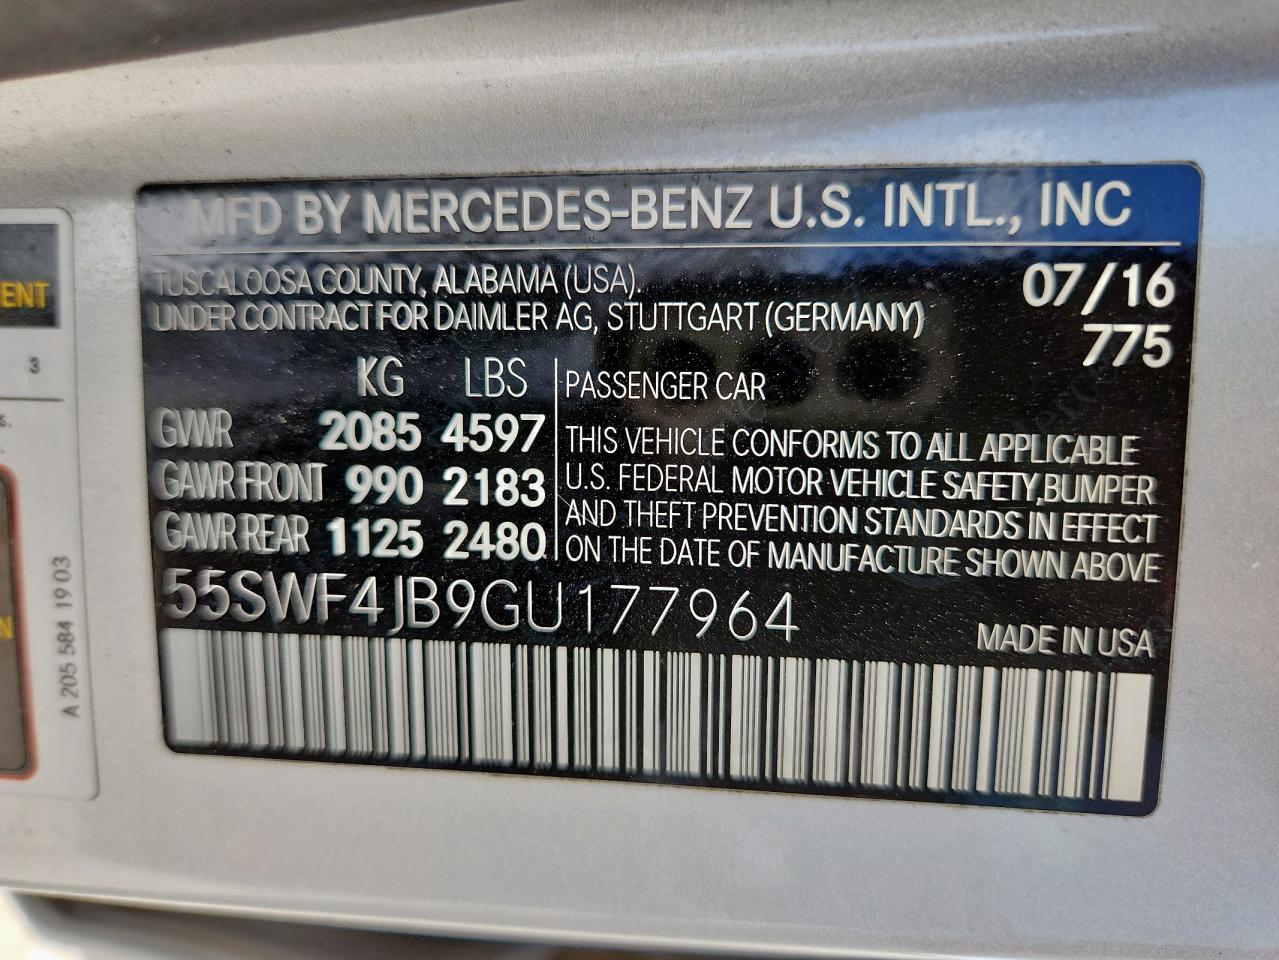 MFD BY MERCEDES-BENZ U.S. INTL., INC
TUSCALOOSA COUNTY, ALABAMA (USA).
UNDER CONTRACT FOR DAIMLER AG, STUTTGART (GERMANY)
07/16
775
KG LBS
GVWR 2085 4597
GAWR FRONT 990 2183
GAWR REAR 1125 2480
PASSENGER CAR
THIS VEHICLE CONFORMS TO ALL APPLICABLE
U.S. FEDERAL MOTOR VEHICLE SAFETY,BUMPER
AND THEFT PREVENTION STANDARDS IN EFFECT
ON THE DATE OF MANUFACTURE SHOWN ABOVE
55SWF4JB9GU177964
MADE IN USA
ENT
3
s.
N
A 205 584 19 03